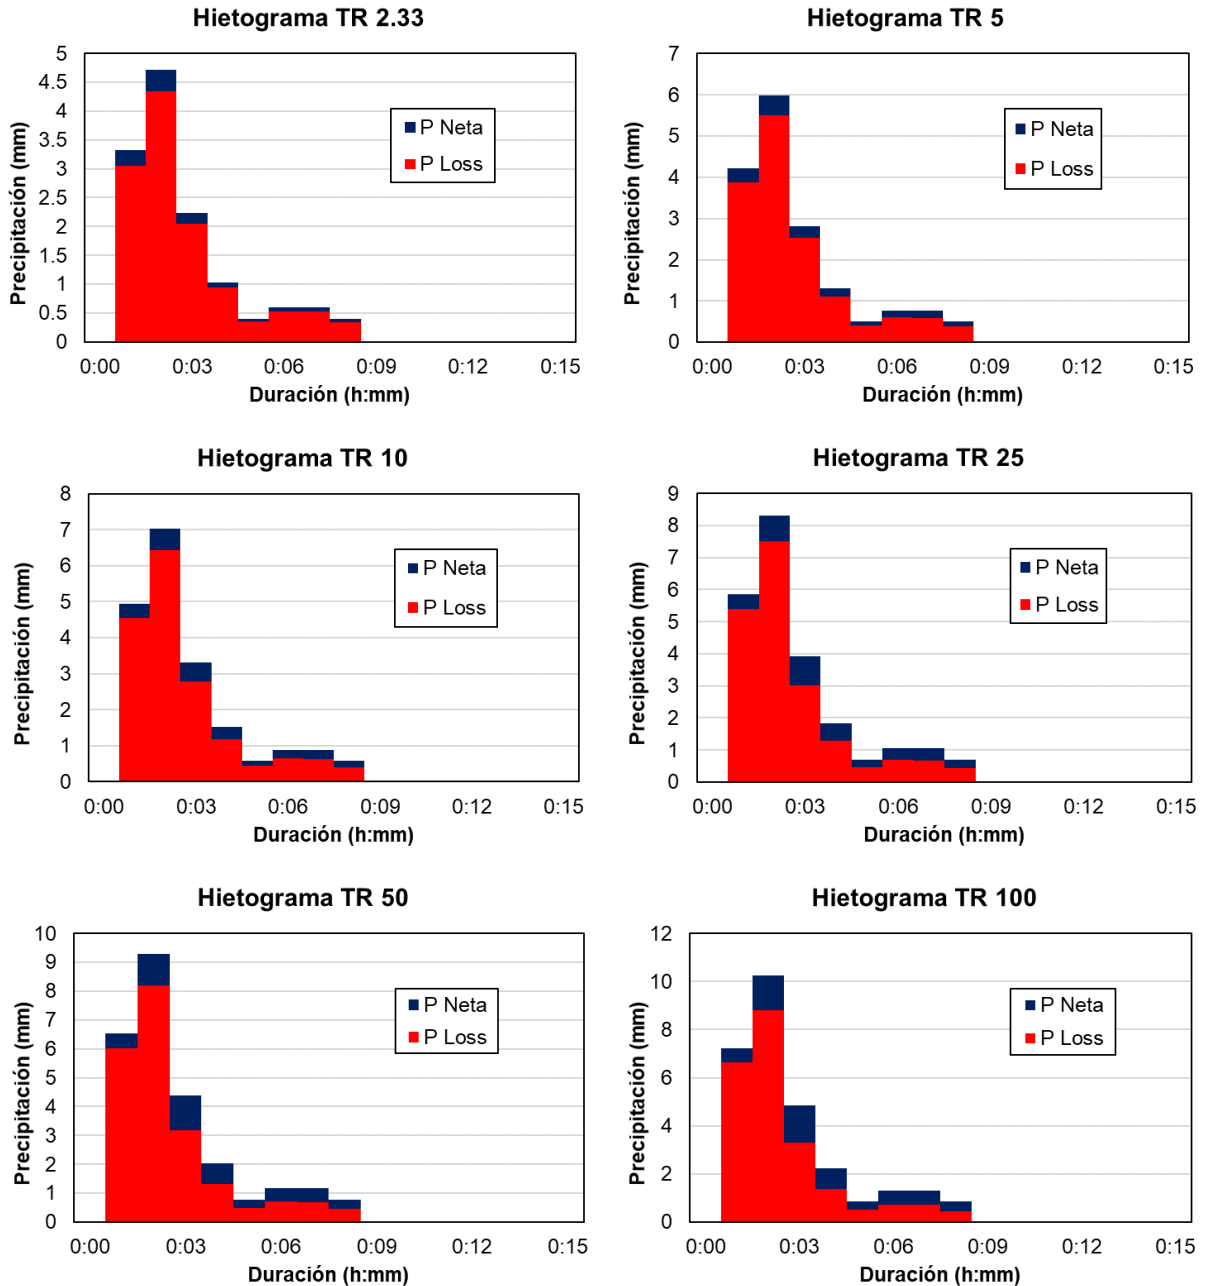 Hietograma TR 2.33
5
4.5
4
3.5
3
2.5
2
1.5
1
0.5
0
Precipitación (mm)
P Neta
P Loss
0:00 0:03 0:06 0:09 0:12 0:15
Duración (h:mm)
Hietograma TR 5
7
6
5
4
3
2
1
0
Precipitación (mm)
P Neta
P Loss
0:00 0:03 0:06 0:09 0:12 0:15
Duración (h:mm)
Hietograma TR 10
8
7
6
5
4
3
2
1
0
Precipitación (mm)
P Neta
P Loss
0:00 0:03 0:06 0:09 0:12 0:15
Duración (h:mm)
Hietograma TR 25
9
8
7
6
5
4
3
2
1
0
Precipitación (mm)
P Neta
P Loss
0:00 0:03 0:06 0:09 0:12 0:15
Duración (h:mm)
Hietograma TR 50
10
9
8
7
6
5
4
3
2
1
0
Precipitación (mm)
P Neta
P Loss
0:00 0:03 0:06 0:09 0:12 0:15
Duración (h:mm)
Hietograma TR 100
12
10
8
6
4
2
0
Precipitación (mm)
P Neta
P Loss
0:00 0:03 0:06 0:09 0:12 0:15
Duración (h:mm)